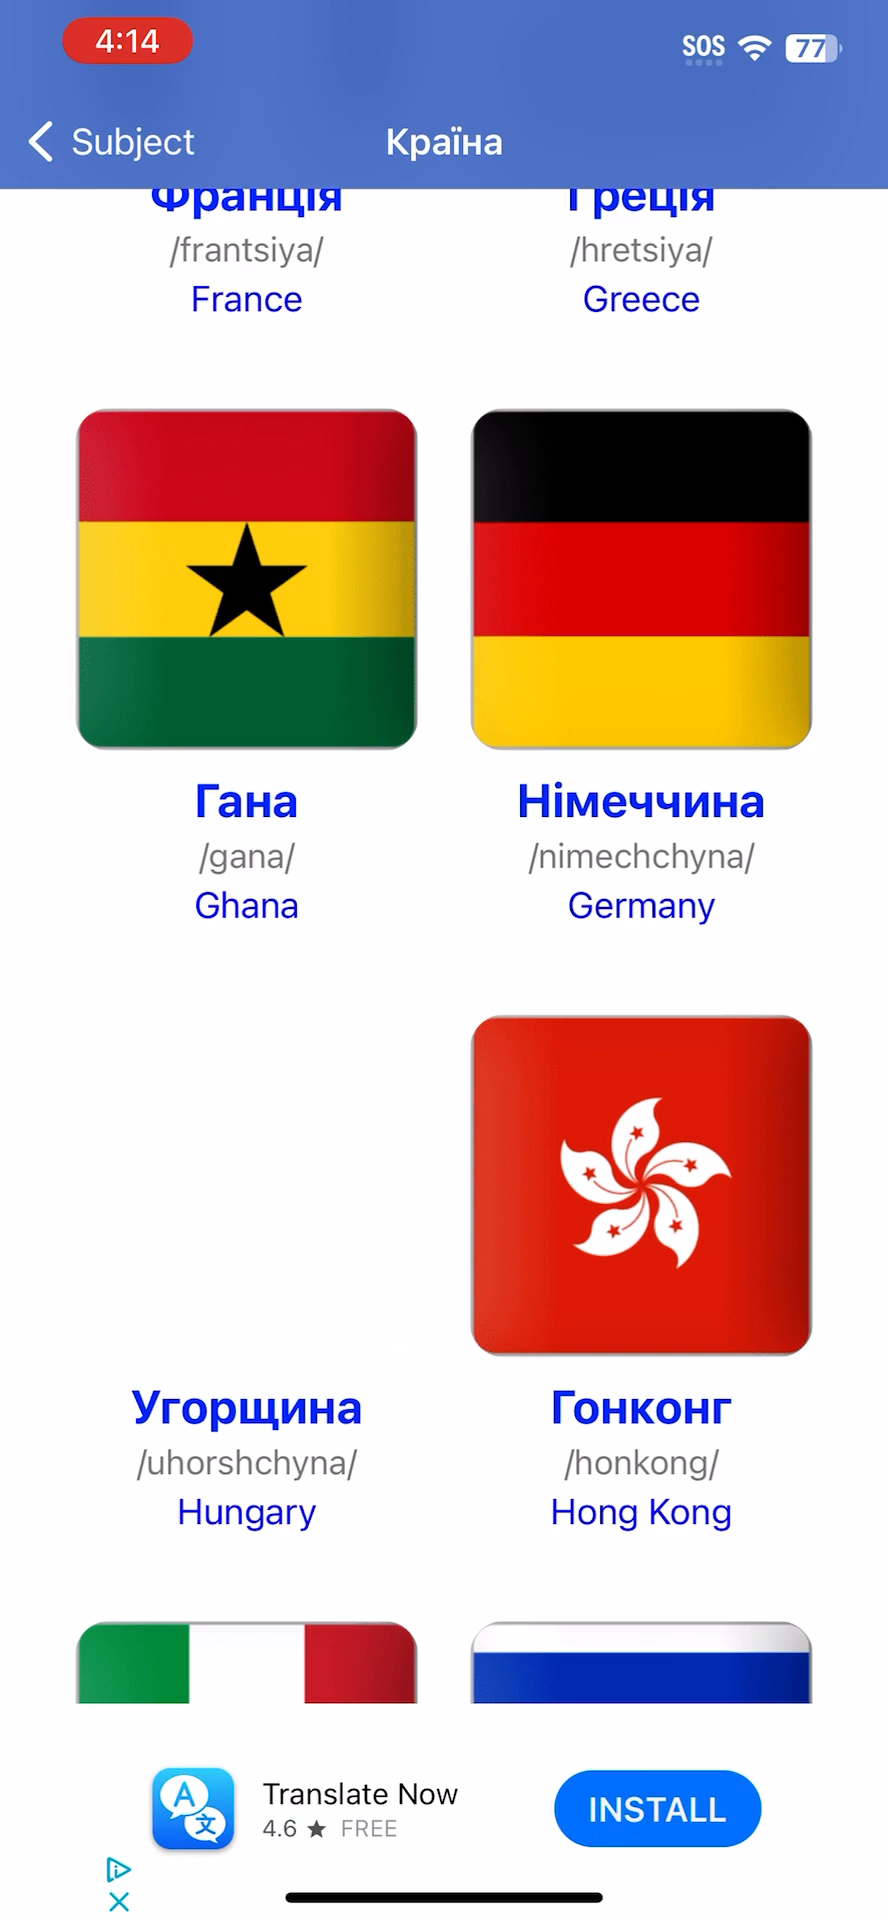 4:14
SOS
77
Subject
Країна
Франція
Греція
/frantsiya/
/hretsiya/
France
Greece
Гана
Німеччина
/gana/
/nimechchyna/
Ghana
Germany
Угорщина
Гонконг
/uhorshchyna/
/honkong/
Hungary
Hong Kong
Translate Now
4.6 ★ FREE
INSTALL